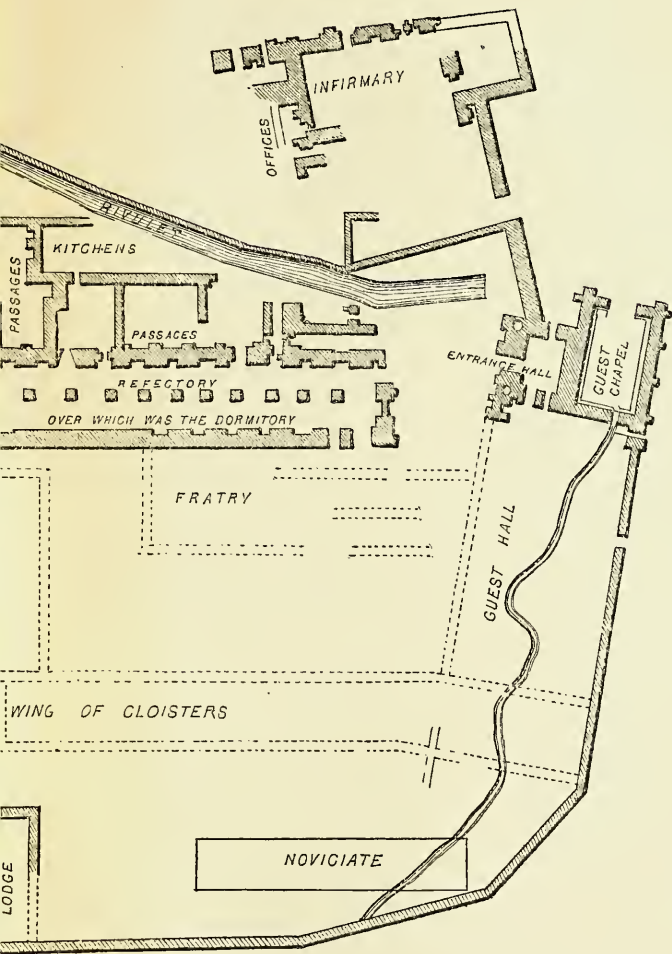 INFIRMARY
OFFICES
RIVULET
KITCHENS
PASSAGES
PASSAGES
ENTRANCE HALL
GUEST
CHAPEL
REFECTORY
OVER WHICH WAS THE DORMITORY
FRATRY
GUEST HALL
WING OF CLOISTERS
NOVICIATE
LODGE